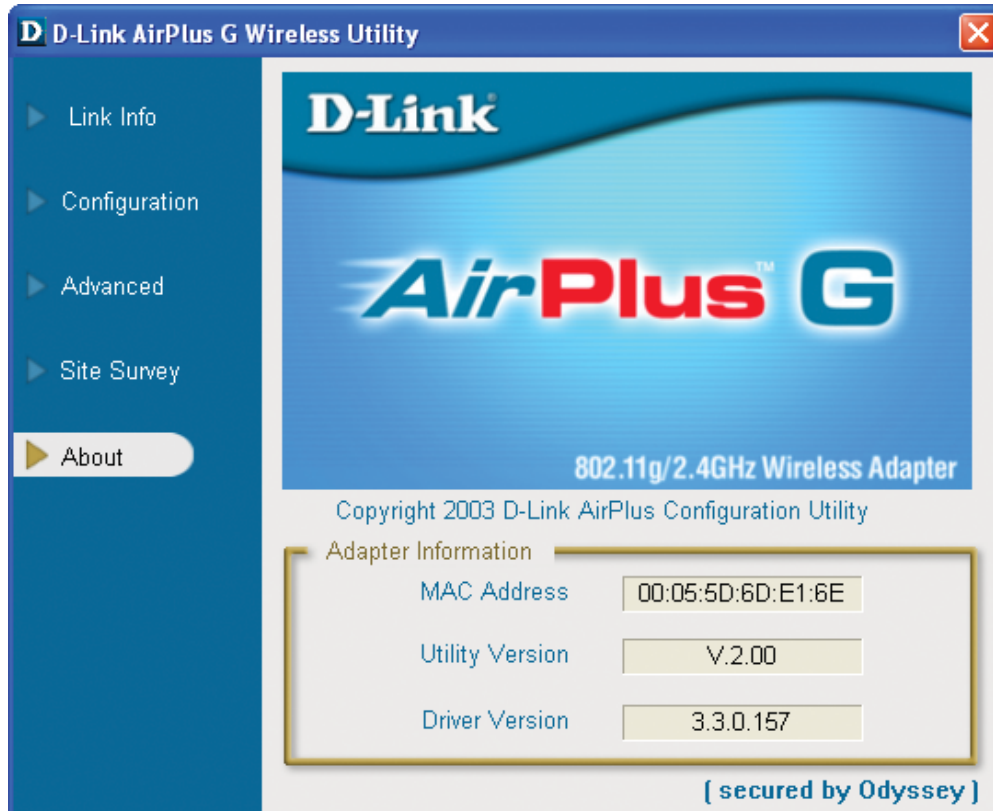 D D-Link AirPlus G Wireless Utility
Link Info
Configuration
Advanced
Site Survey
About
D-Link
AirPlus™ G
802.11g/2.4GHz Wireless Adapter
Copyright 2003 D-Link AirPlus Configuration Utility
Adapter Information
MAC Address 00:05:5D:6D:E1:6E
Utility Version V.2.00
Driver Version 3.3.0.157
( secured by Odyssey )